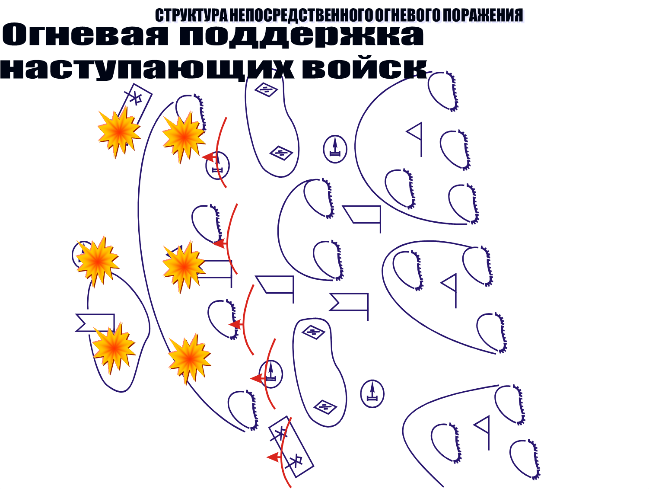 СТРУКТУРА НЕПОСРЕДСТВЕННОГО ОГНЕВОГО ПОРАЖЕНИЯ
Огневая поддержка
наступающих войск